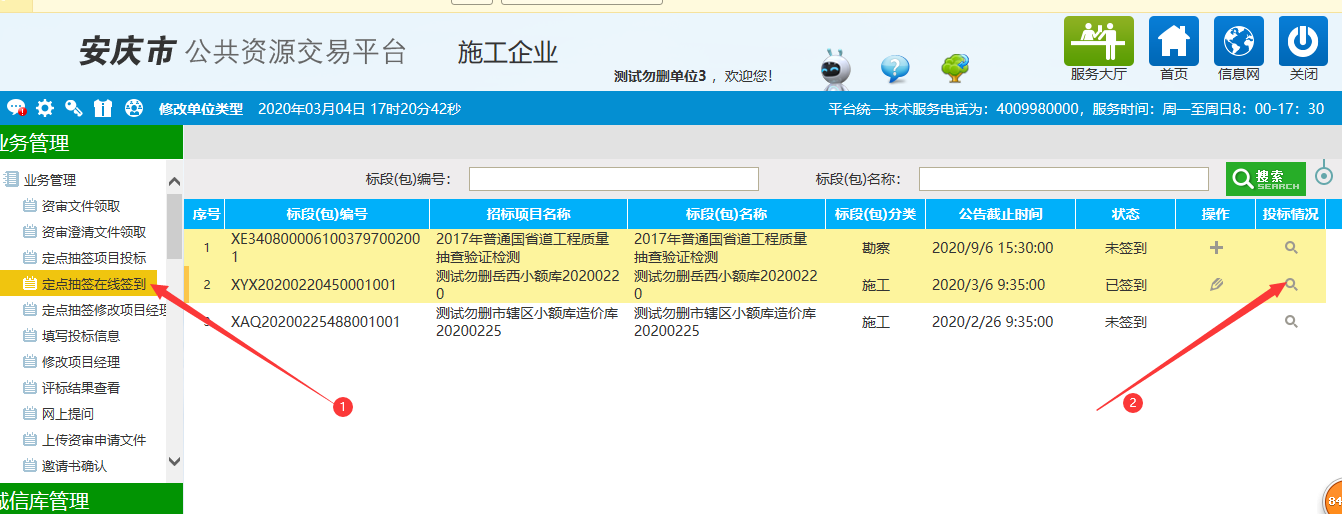 安庆市 公共资源交易平台 施工企业
测试勿删单位3 ，欢迎您!
服务大厅 首页 信息网 关闭
修改单位类型 2020年03月04日 17时20分42秒 平台统一技术服务电话为：4009980000，服务时间：周一至周日8：00-17：30
业务管理
标段(包)编号: 标段(包)名称: 搜索 SEARCH
业务管理
资审文件领取
资审澄清文件领取
定点抽签项目投标
定点抽签在线签到
定点抽签修改项目经理
填写投标信息
修改项目经理
评标结果查看
网上提问
上传资审申请文件
邀请书确认
诚信库管理
序号 标段(包)编号 招标项目名称 标段(包)名称 标段(包)分类 公告截止时间 状态 操作 投标情况
1 XE340800006100379700200 2017年普通国省道工程质量 2017年普通国省道工程质量 勘察 2020/9/6 15:30:00 未签到
1 抽查验证检测 抽查验证检测
2 XYX20200220450001001 测试勿删岳西小额库2020022 测试勿删岳西小额库2020022 施工 2020/3/6 9:35:00 已签到
0 0
3 XAQ20200225488001001 测试勿删市辖区小额库造价库 测试勿删市辖区小额库造价库 施工 2020/2/26 9:35:00 未签到
20200225 20200225
1
2
84